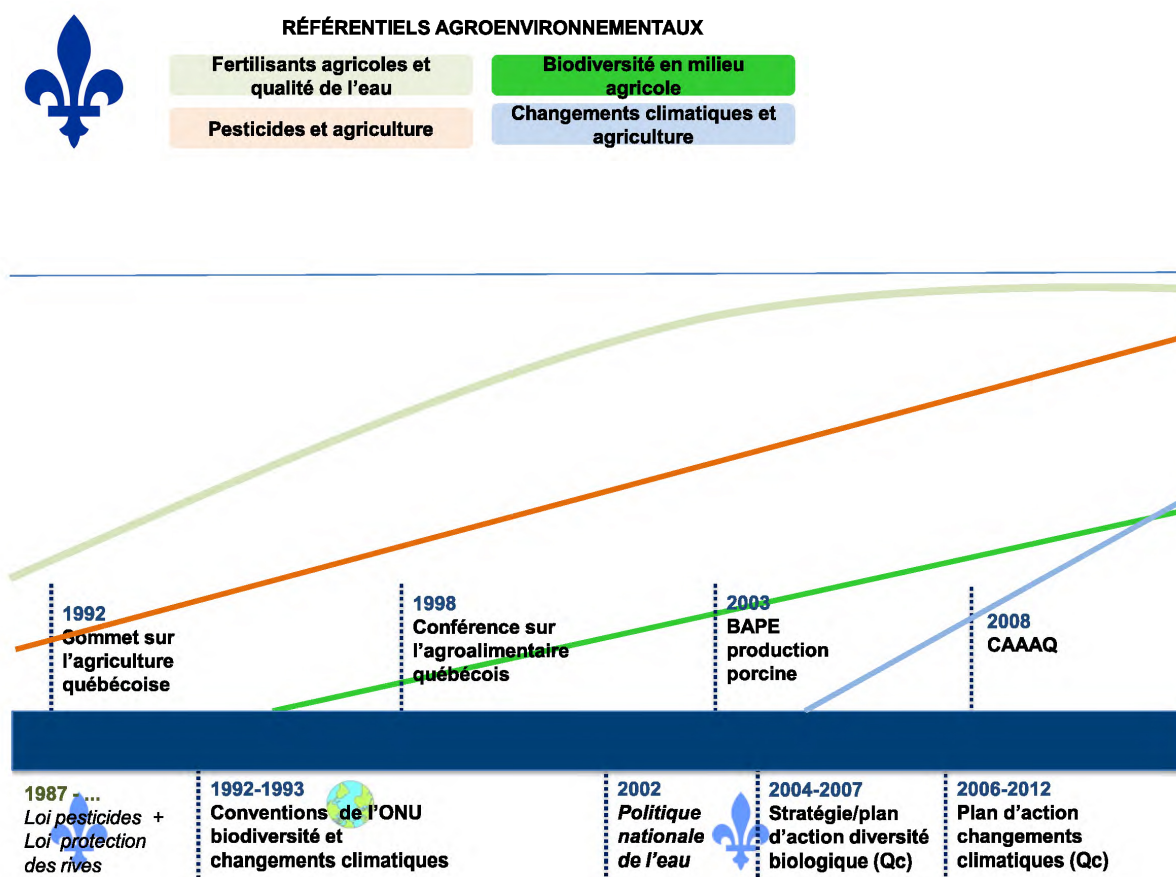 RÉFÉRENTIELS AGROENVIRONNEMENTAUX
Fertilisants agricoles et
qualité de l'eau
Biodiversité en milieu
agricole
Pesticides et agriculture
Changements climatiques et
agriculture
1992
Sommet sur
l'agriculture
québécoise
1998
Conférence sur
l'agroalimentaire
québécois
2003
BAPE
production
porcine
2008
CAAAQ
1987 - ...
Loi pesticides +
Loi protection
des rives
1992-1993
Conventions de l'ONU
biodiversité et
changements climatiques
2002
Politique
nationale
de l'eau
2004-2007
Stratégie/plan
d'action diversité
biologique (Qc)
2006-2012
Plan d'action
changements
climatiques (Qc)